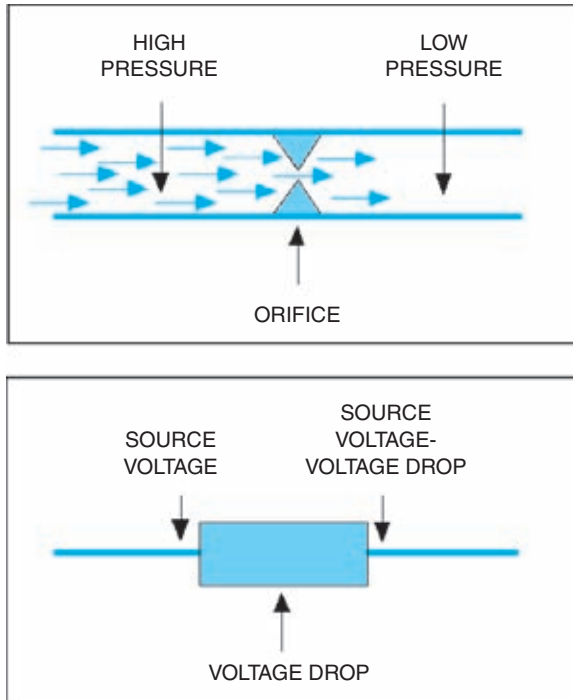 HIGH
PRESSURE
LOW
PRESSURE
ORIFICE
SOURCE
VOLTAGE
SOURCE
VOLTAGE-
VOLTAGE DROP
VOLTAGE DROP